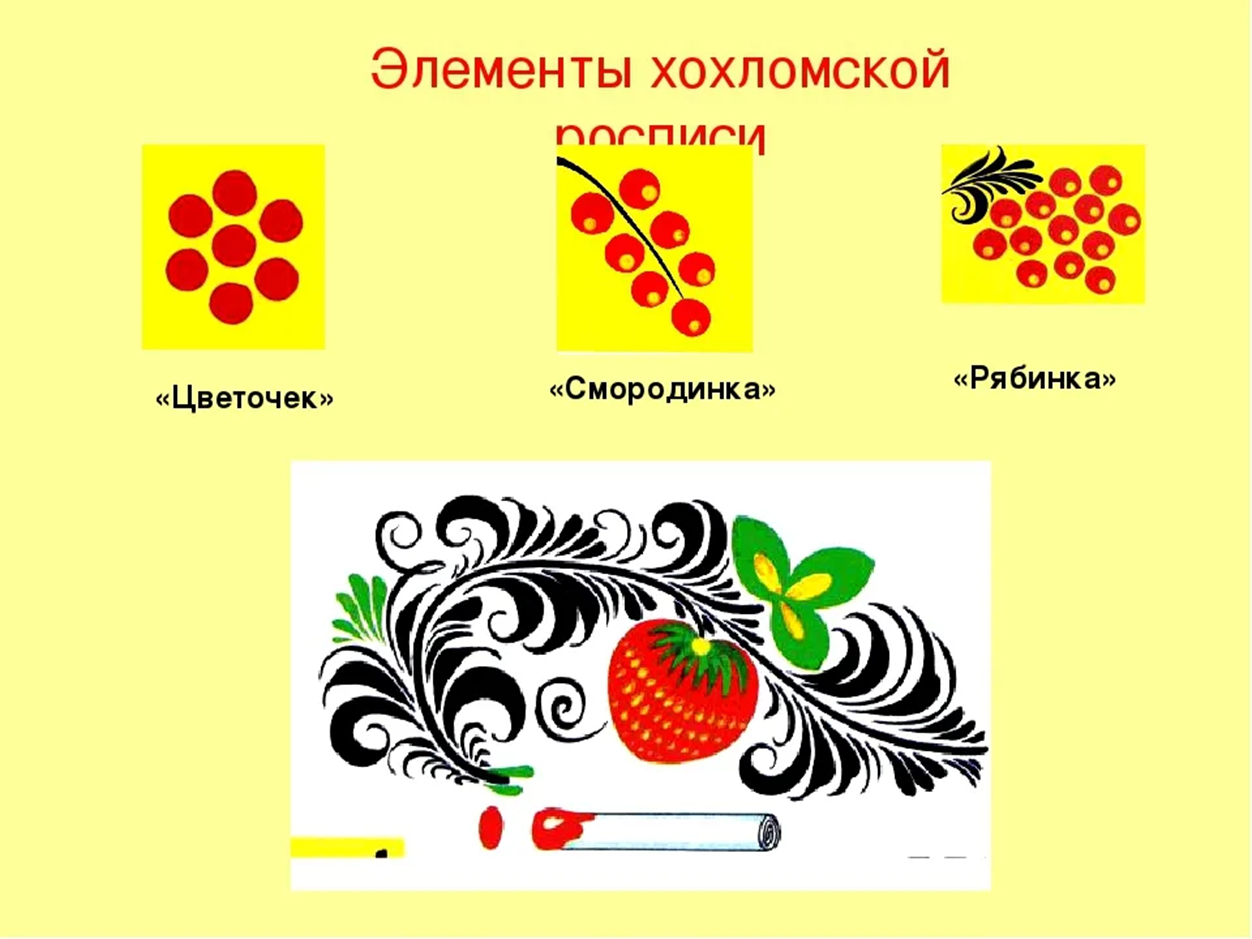 Элементы хохломской
росписи
«Цветочек»
«Смородинка»
«Рябинка»